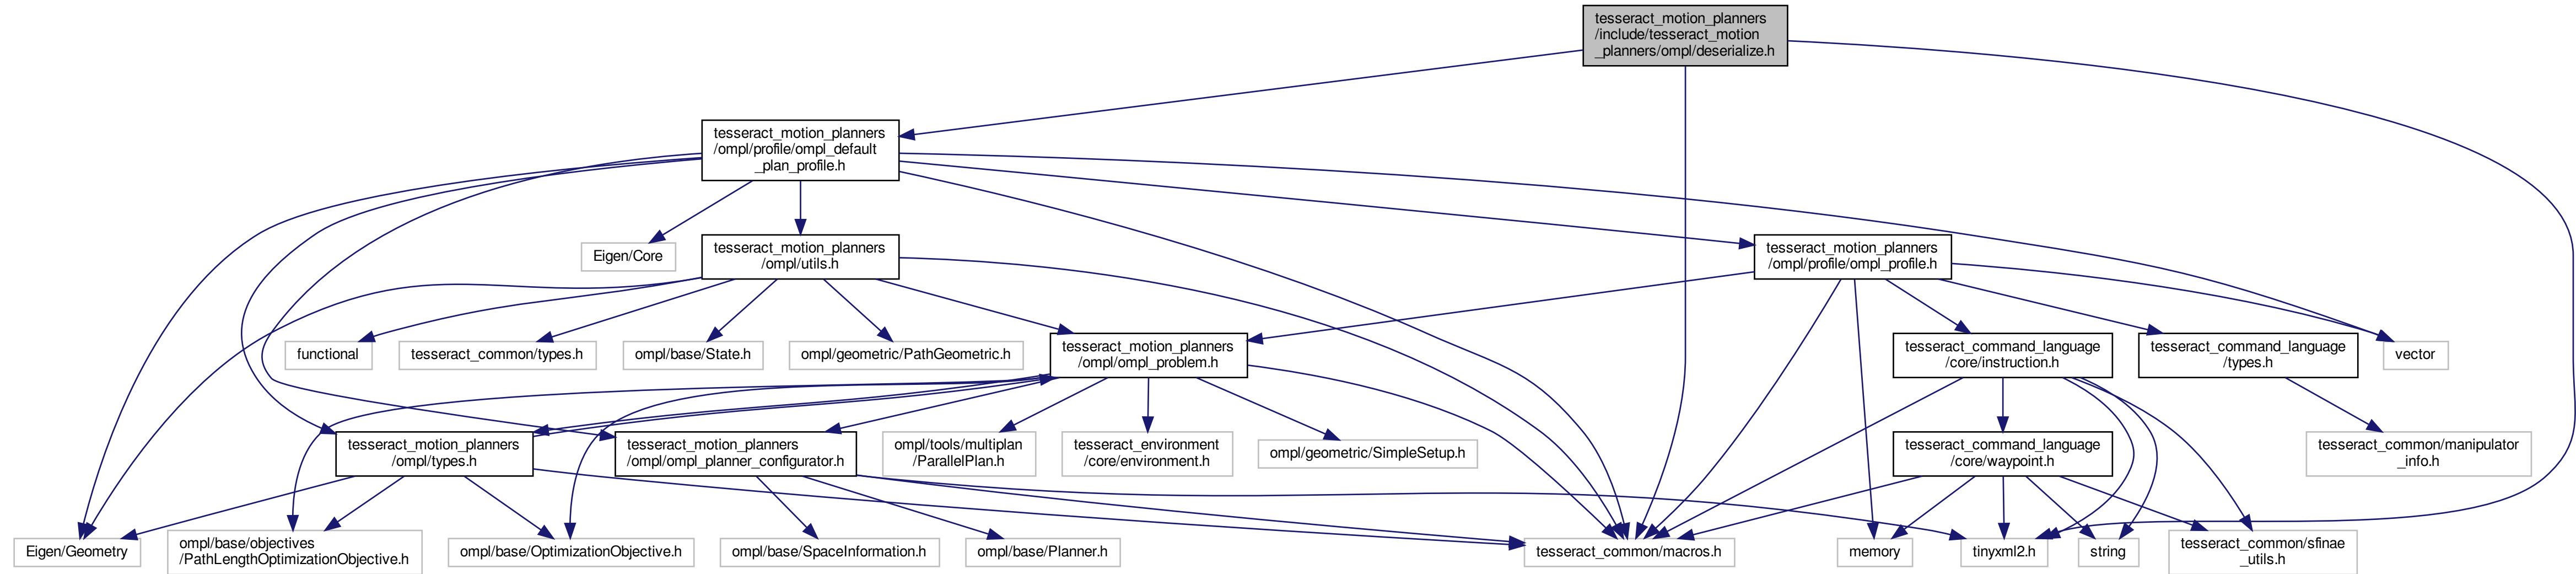 tesseract_motion_planners
/include/tesseract_motion
_planners/ompl/deserialize.h
tesseract_motion_planners
/ompl/profile/ompl_default
_plan_profile.h
Eigen/Core
tesseract_motion_planners
/ompl/utils.h
tesseract_motion_planners
/ompl/profile/ompl_profile.h
functional
tesseract_common/types.h
ompl/base/State.h
ompl/geometric/PathGeometric.h
tesseract_motion_planners
/ompl/ompl_problem.h
tesseract_command_language
/core/instruction.h
tesseract_command_language
/types.h
vector
tesseract_motion_planners
/ompl/types.h
tesseract_motion_planners
/ompl/ompl_planner_configurator.h
ompl/tools/multiplan
/ParallelPlan.h
tesseract_environment
/core/environment.h
ompl/geometric/SimpleSetup.h
tesseract_command_language
/core/waypoint.h
tesseract_common/manipulator
_info.h
Eigen/Geometry
ompl/base/objectives
/PathLengthOptimizationObjective.h
ompl/base/OptimizationObjective.h
ompl/base/SpaceInformation.h
ompl/base/Planner.h
tesseract_common/macros.h
memory
tinyxml2.h
string
tesseract_common/sfinae
_utils.h